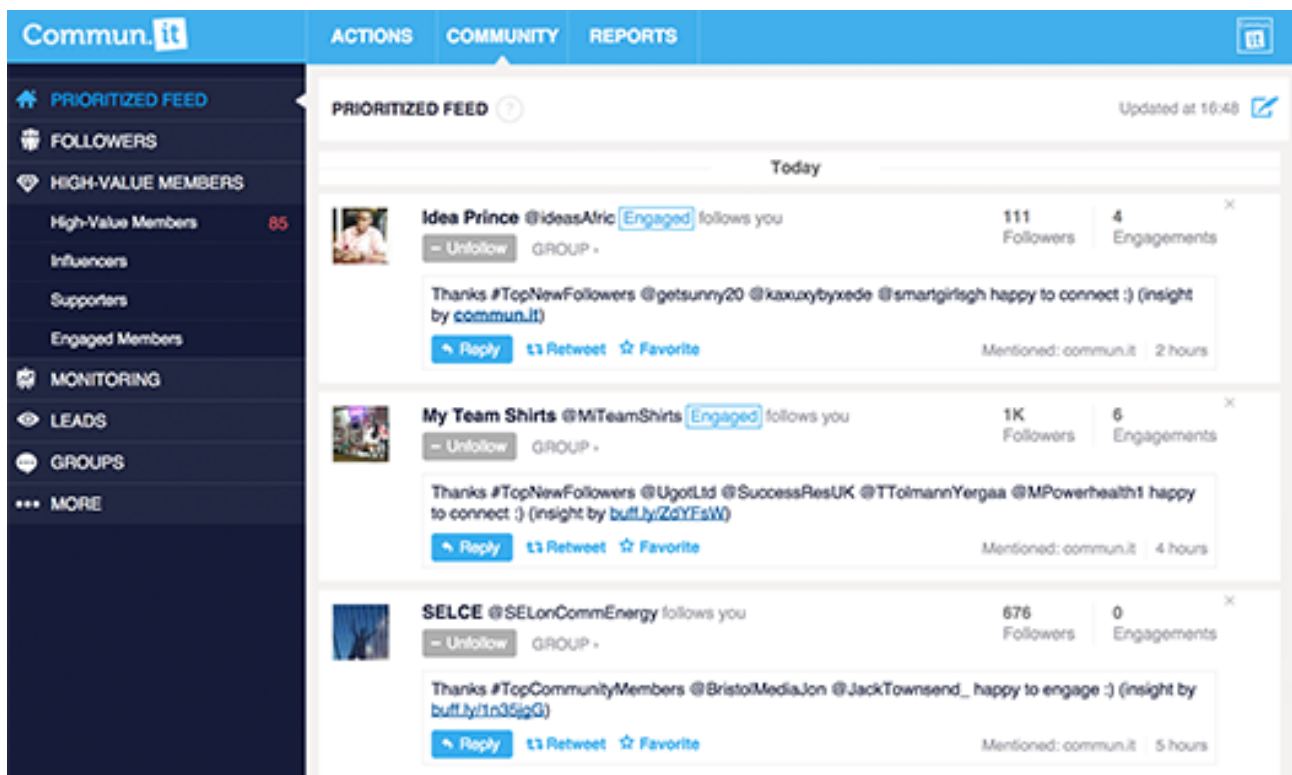 Commun.it
ACTIONS COMMUNITY REPORTS
it
PRIORITIZED FEED
FOLLOWERS
HIGH-VALUE MEMBERS
High-Value Members 85
Influencers
Supporters
Engaged Members
MONITORING
LEADS
GROUPS
MORE
PRIORITIZED FEED ? Updated at 16:48
Today
Idea Prince @ideasAfric Engaged follows you 111 Followers 4 Engagements
Unfollow GROUP
Thanks #TopNewFollowers @getsunny20 @kaxuxybyxede @smartgirlsgh happy to connect :) (insight
by commun.it)
Reply Retweet Favorite Mentioned: commun.it 2 hours
My Team Shirts @MiTeamShirts Engaged follows you 1K Followers 6 Engagements
Unfollow GROUP
Thanks #TopNewFollowers @UgotLtd @SuccessResUK @TTolmannYergaa @MPowerhealth1 happy
to connect :) (insight by buff.ly/ZdYFsW)
Reply Retweet Favorite Mentioned: commun.it 4 hours
SELCE @SELonCommEnergy follows you 676 Followers 0 Engagements
Unfollow GROUP
Thanks #TopCommunityMembers @BristolMediaJon @JackTownsend_ happy to engage :) (insight by
buff.ly/1n35jgG)
Reply Retweet Favorite Mentioned: commun.it 5 hours